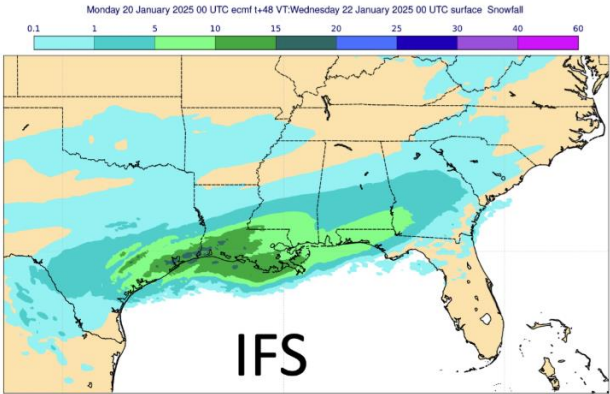 Monday 20 January 2025 00 UTC ecmf t+48 VT:Wednesday 22 January 2025 00 UTC surface Snowfall
0.1 1 5 10 15 20 25 30 40 60
IFS